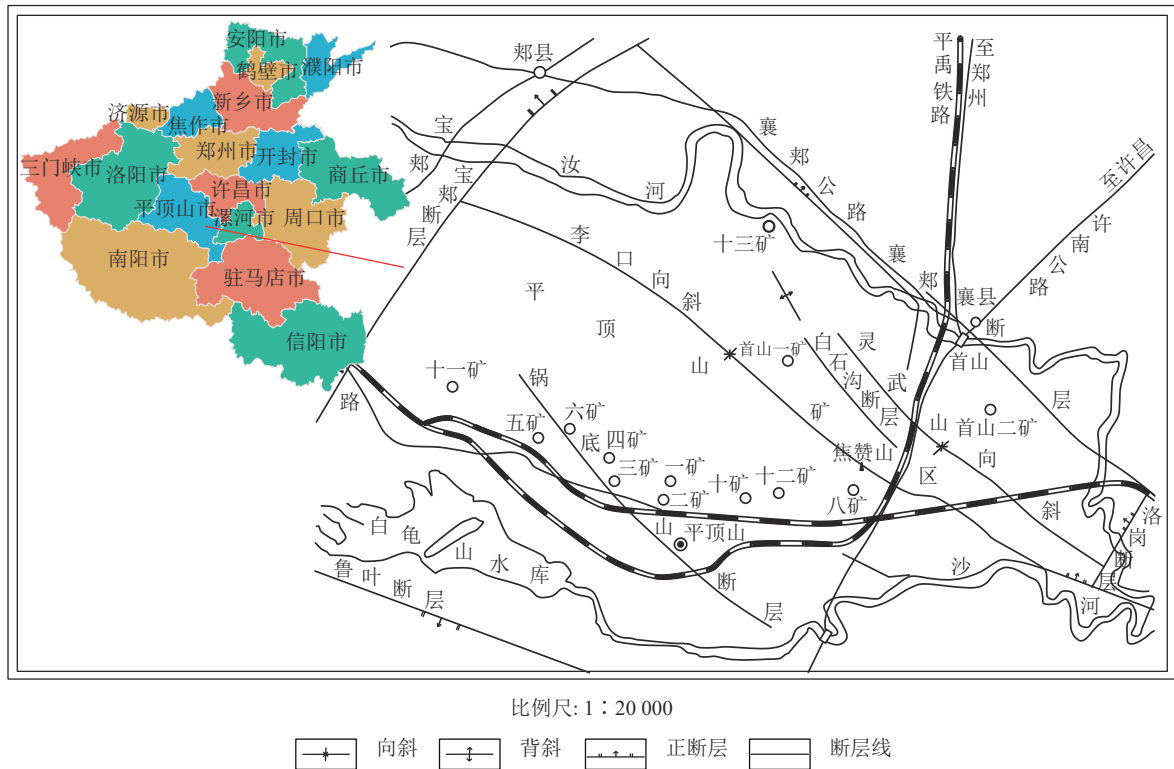 安阳市
鹤壁市
濮阳市
新乡市
济源市
焦作市
三门峡市
洛阳市
郑州市
开封市
商丘市
许昌市
平顶山市
漯河市
周口市
南阳市
驻马店市
信阳市
郏县
宝郏断层
宝郏
汝河
襄郏公路
平禹铁路
至郑州
至许昌
许南公路
李口向斜
十三矿
襄郏断层
襄县
首山
平顶山矿区
首山一矿
白石沟断层
灵武山向斜
首山二矿
焦赞山
十一矿
锅底山断层
五矿
六矿
四矿
三矿
一矿
二矿
十矿
十二矿
八矿
平顶山
路
白龟山水库
鲁叶断层
沙河
洛岗断层
比例尺: 1∶20 000
向斜
背斜
正断层
断层线